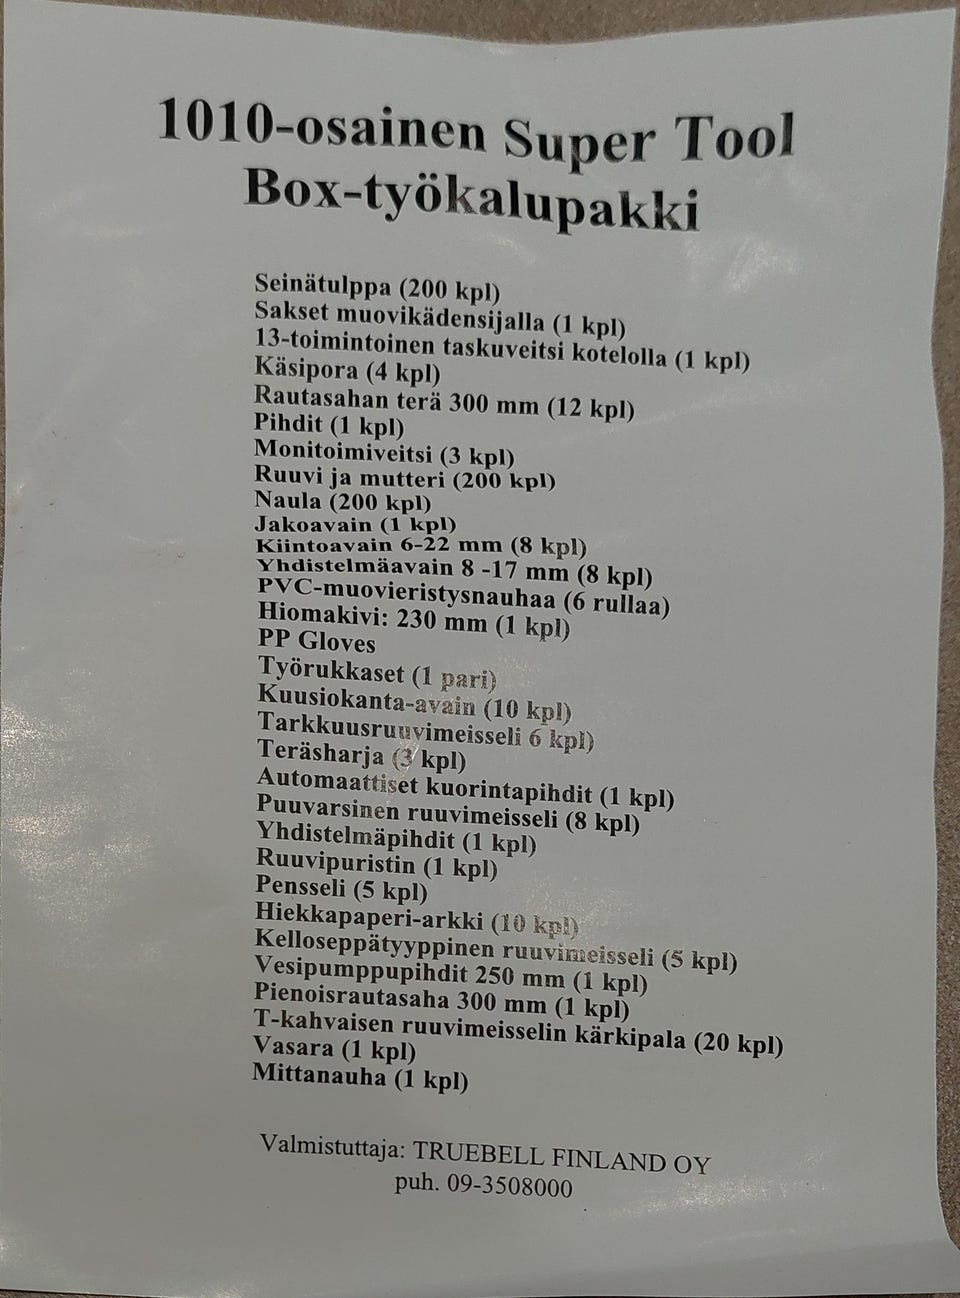 1010-osainen Super Tool
Box-työkalupakki
Seinätulppa (200 kpl)
Sakset muovikädensijalla (1 kpl)
13-toimintoinen taskuveitsi kotelolla (1 kpl)
Käsipora (4 kpl)
Rautasahan terä 300 mm (12 kpl)
Pihdit (1 kpl)
Monitoimiveitsi (3 kpl)
Ruuvi ja mutteri (200 kpl)
Naula (200 kpl)
Jakoavain (1 kpl)
Kiintoavain 6-22 mm (8 kpl)
Yhdistelmäavain 8 -17 mm (8 kpl)
PVC-muovieristysnauhaa (6 rullaa)
Hiomakivi: 230 mm (1 kpl)
PP Gloves
Työrukkaset (1 pari)
Kuusiokanta-avain (10 kpl)
Tarkkuusruuvimeisseli 6 kpl)
Teräsharja (3 kpl)
Automaattiset kuorintapihdit (1 kpl)
Puuvarsinen ruuvimeisseli (8 kpl)
Yhdistelmäpihdit (1 kpl)
Ruuvipuristin (1 kpl)
Pensseli (5 kpl)
Hiekkapaperi-arkki (10 kpl)
Kelloseppätyyppinen ruuvimeisseli (5 kpl)
Vesipumppupihdit 250 mm (1 kpl)
Pienoisrautasaha 300 mm (1 kpl)
T-kahvaisen ruuvimeisselin kärkipala (20 kpl)
Vasara (1 kpl)
Mittanauha (1 kpl)
Valmistuttaja: TRUEBELL FINLAND OY
puh. 09-3508000